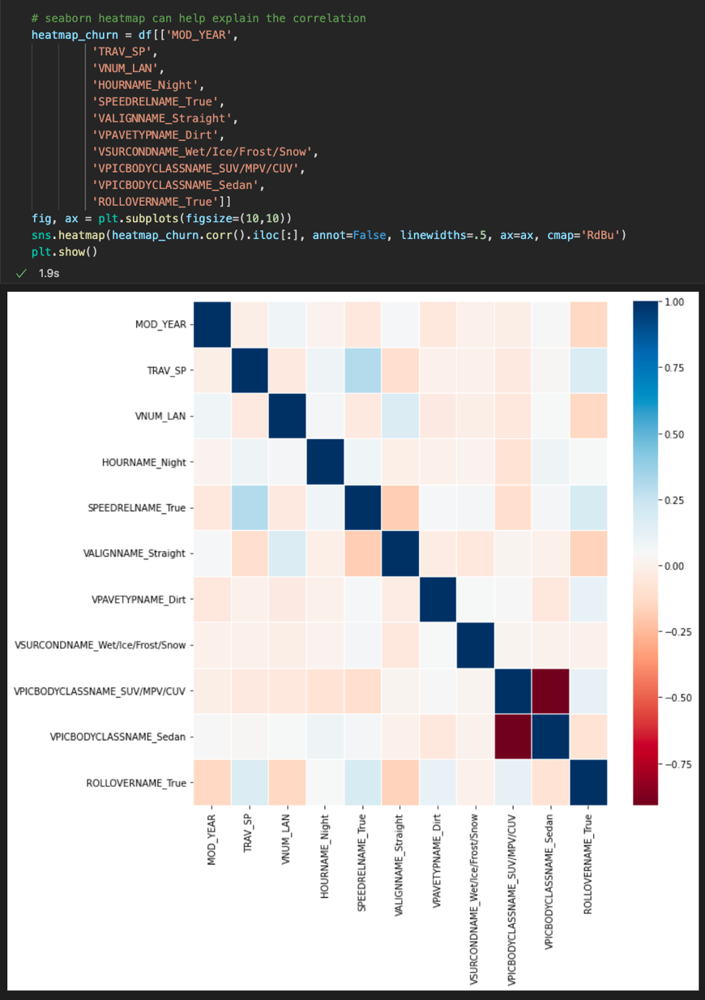 # seaborn heatmap can help explain the correlation
heatmap_churn = df[['MOD_YEAR',
'TRAV_SP',
'VNUM_LAN',
'HOURNAME_Night',
'SPEEDRELNAME_True',
'VALIGNNAME_Straight',
'VPAVETYPNAME_Dirt',
'VSURCONDNAME_Wet/Ice/Frost/Snow',
'VPICBODYCLASSNAME_SUV/MPV/CUV',
'VPICBODYCLASSNAME_Sedan',
'ROLLOVERNAME_True']]
fig, ax = plt.subplots(figsize=(10,10))
sns.heatmap(heatmap_churn.corr().iloc[:], annot=False, linewidths=.5, ax=ax, cmap='RdBu')
plt.show()
✓ 1.9s
MOD_YEAR
TRAV_SP
VNUM_LAN
HOURNAME_Night
SPEEDRELNAME_True
VALIGNNAME_Straight
VPAVETYPNAME_Dirt
VSURCONDNAME_Wet/Ice/Frost/Snow
VPICBODYCLASSNAME_SUV/MPV/CUV
VPICBODYCLASSNAME_Sedan
ROLLOVERNAME_True
MOD_YEAR
TRAV_SP
VNUM_LAN
HOURNAME_Night
SPEEDRELNAME_True
VALIGNNAME_Straight
VPAVETYPNAME_Dirt
VSURCONDNAME_Wet/Ice/Frost/Snow
VPICBODYCLASSNAME_SUV/MPV/CUV
VPICBODYCLASSNAME_Sedan
ROLLOVERNAME_True
1.00
0.75
0.50
0.25
0.00
−0.25
−0.50
−0.75